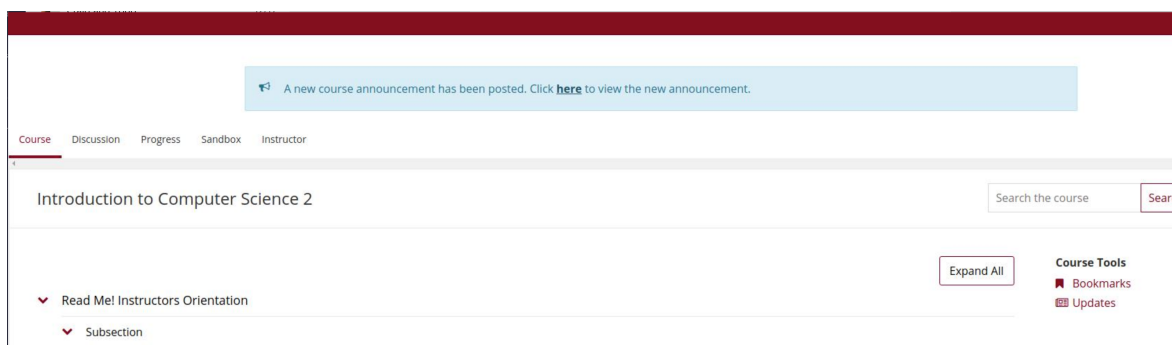 A new course announcement has been posted. Click here to view the new announcement.
Course Discussion Progress Sandbox Instructor
Introduction to Computer Science 2
Search the course
Sear
Expand All
Course Tools
Bookmarks
Updates
Read Me! Instructors Orientation
Subsection